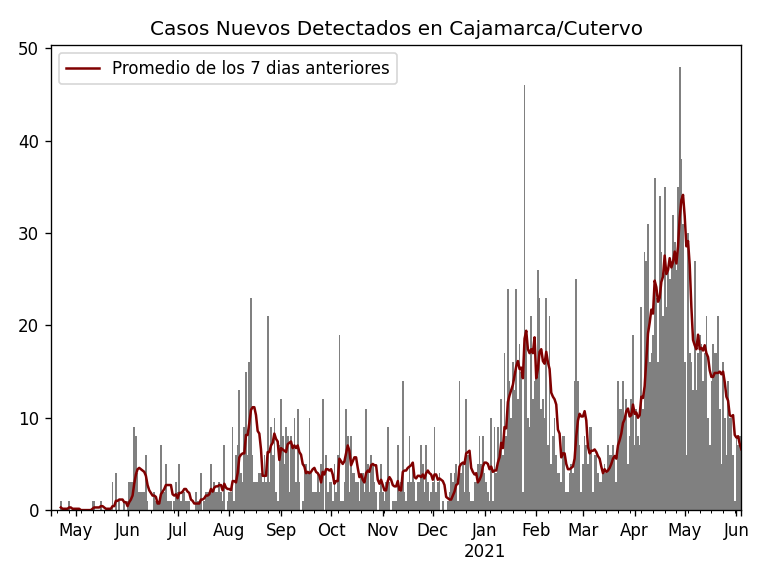 Casos Nuevos Detectados en Cajamarca/Cutervo
Promedio de los 7 dias anteriores
50
40
30
20
10
0
May Jun Jul Aug Sep Oct Nov Dec Jan Feb Mar Apr May Jun
2021